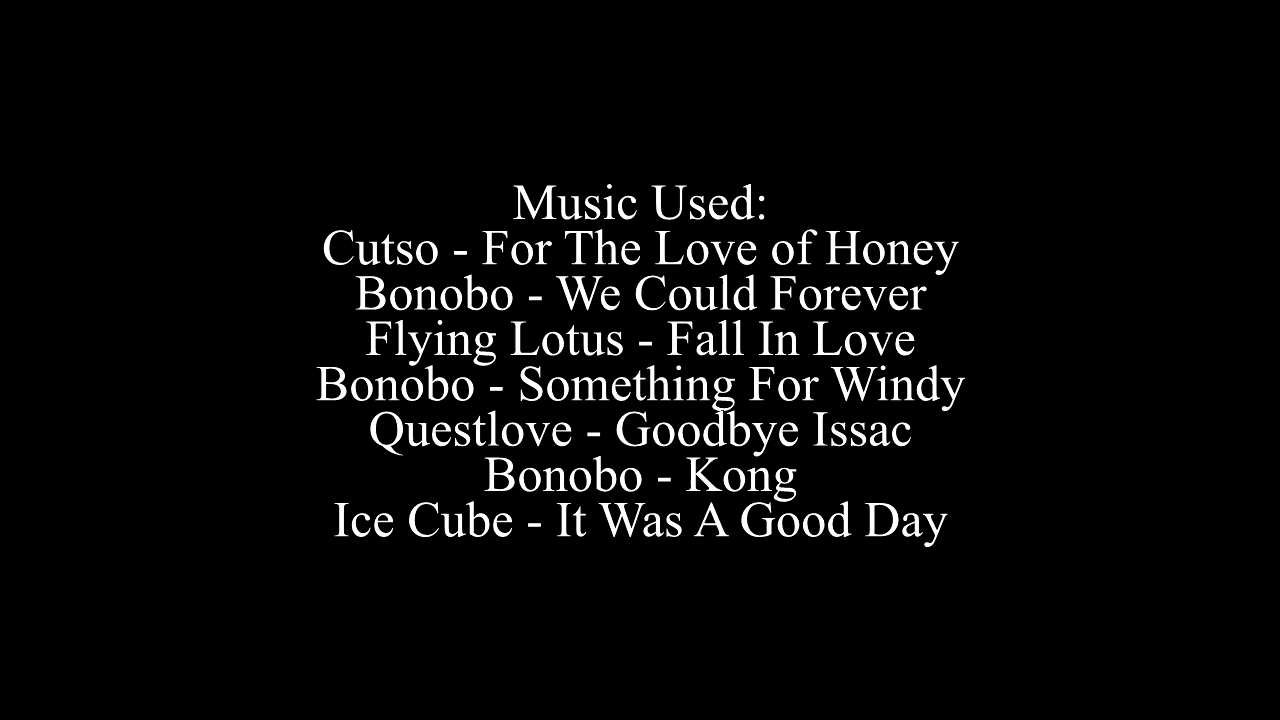 Music Used:
Cutso - For The Love of Honey
Bonobo - We Could Forever
Flying Lotus - Fall In Love
Bonobo - Something For Windy
Questlove - Goodbye Issac
Bonobo - Kong
Ice Cube - It Was A Good Day